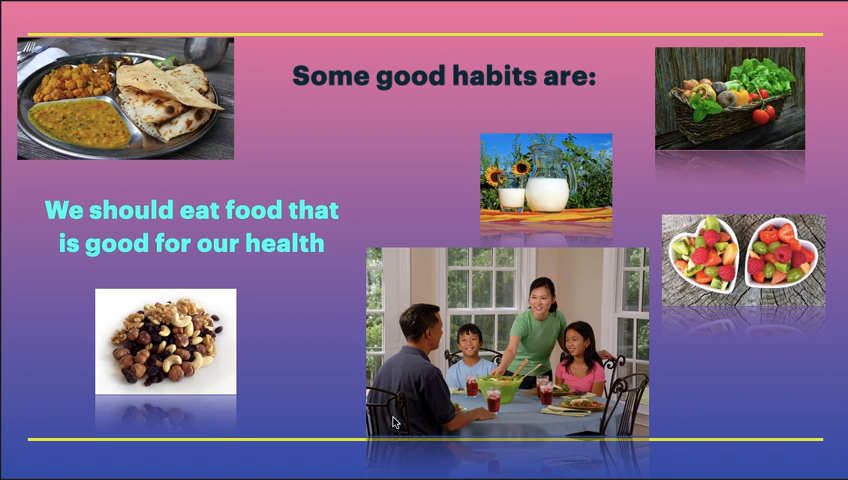 Some good habits are:
We should eat food that
is good for our health